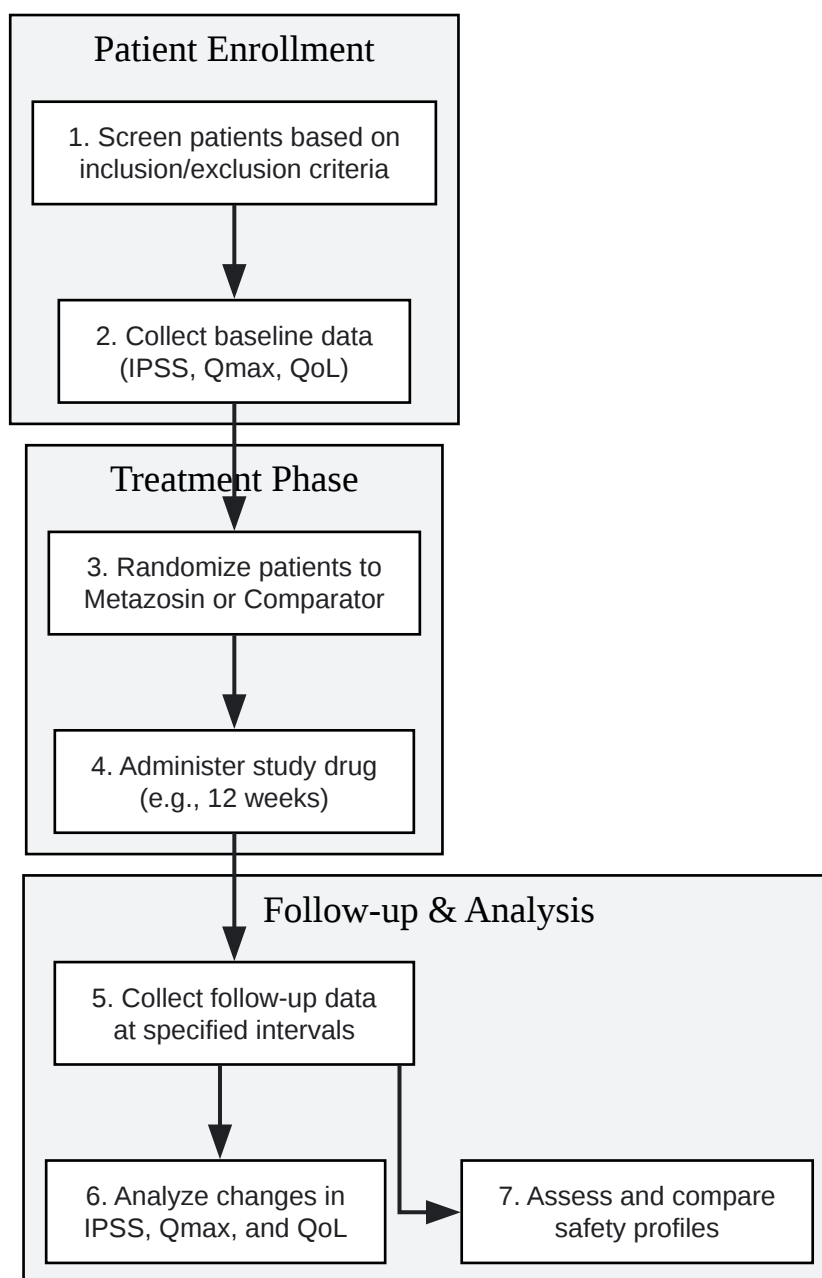 Patient Enrollment
1. Screen patients based on
inclusion/exclusion criteria
2. Collect baseline data
(IPSS, Qmax, QoL)
Treatment Phase
3. Randomize patients to
Metazosin or Comparator
4. Administer study drug
(e.g., 12 weeks)
Follow-up & Analysis
5. Collect follow-up data
at specified intervals
6. Analyze changes in
IPSS, Qmax, and QoL
7. Assess and compare
safety profiles